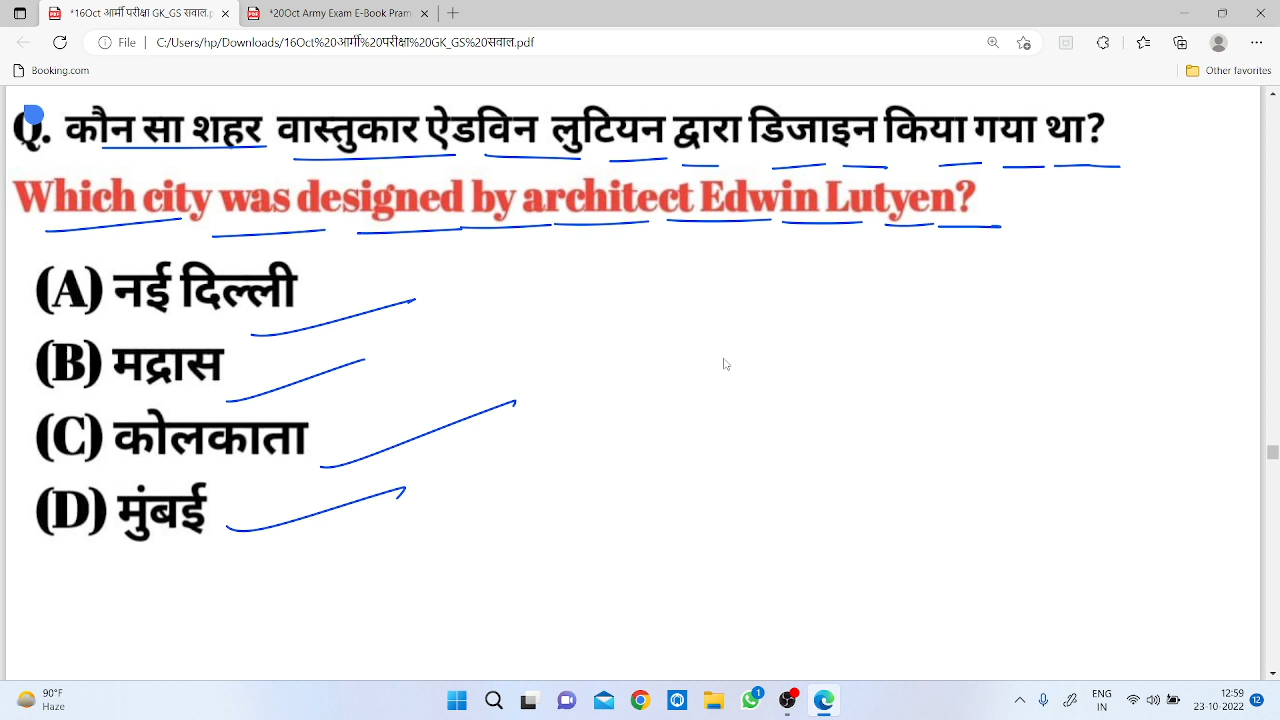 *16Oct आर्मी परीक्षा GK_GS सवाल.p
*20Oct Army Exam E-Book Pram
File
C:/Users/hp/Downloads/16Oct%20आर्मी%20परीक्षा%20GK_GS%20सवाल.pdf
Booking.com
Other favorites
Q. कौन सा शहर वास्तुकार ऐडविन लुटियन द्वारा डिजाइन किया गया था?
Which city was designed by architect Edwin Lutyen?
(A) नई दिल्ली
(B) मद्रास
(C) कोलकाता
(D) मुंबई
90°F
Haze
ENG
IN
12:59
23-10-2022
12
1